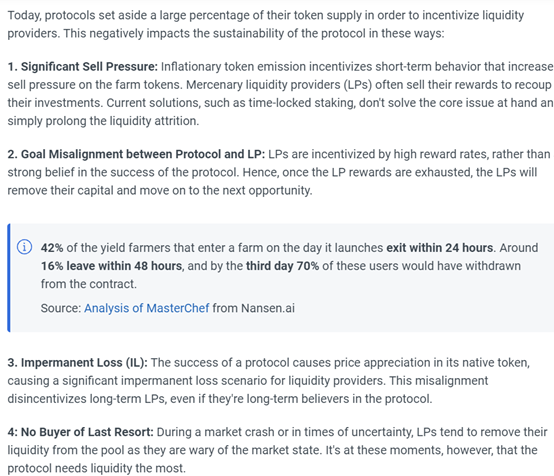 Today, protocols set aside a large percentage of their token supply in order to incentivize liquidity
providers. This negatively impacts the sustainability of the protocol in these ways:
1. Significant Sell Pressure: Inflationary token emission incentivizes short-term behavior that increase
sell pressure on the farm tokens. Mercenary liquidity providers (LPs) often sell their rewards to recoup
their investments. Current solutions, such as time-locked staking, don't solve the core issue at hand an
simply prolong the liquidity attrition.
2. Goal Misalignment between Protocol and LP: LPs are incentivized by high reward rates, rather than
strong belief in the success of the protocol. Hence, once the LP rewards are exhausted, the LPs will
remove their capital and move on to the next opportunity.
42% of the yield farmers that enter a farm on the day it launches exit within 24 hours. Around
16% leave within 48 hours, and by the third day 70% of these users would have withdrawn
from the contract.
Source: Analysis of MasterChef from Nansen.ai
3. Impermanent Loss (IL): The success of a protocol causes price appreciation in its native token,
causing a significant impermanent loss scenario for liquidity providers. This misalignment
disincentivizes long-term LPs, even if they're long-term believers in the protocol.
4: No Buyer of Last Resort: During a market crash or in times of uncertainty, LPs tend to remove their
liquidity from the pool as they are wary of the market state. It's at these moments, however, that the
protocol needs liquidity the most.